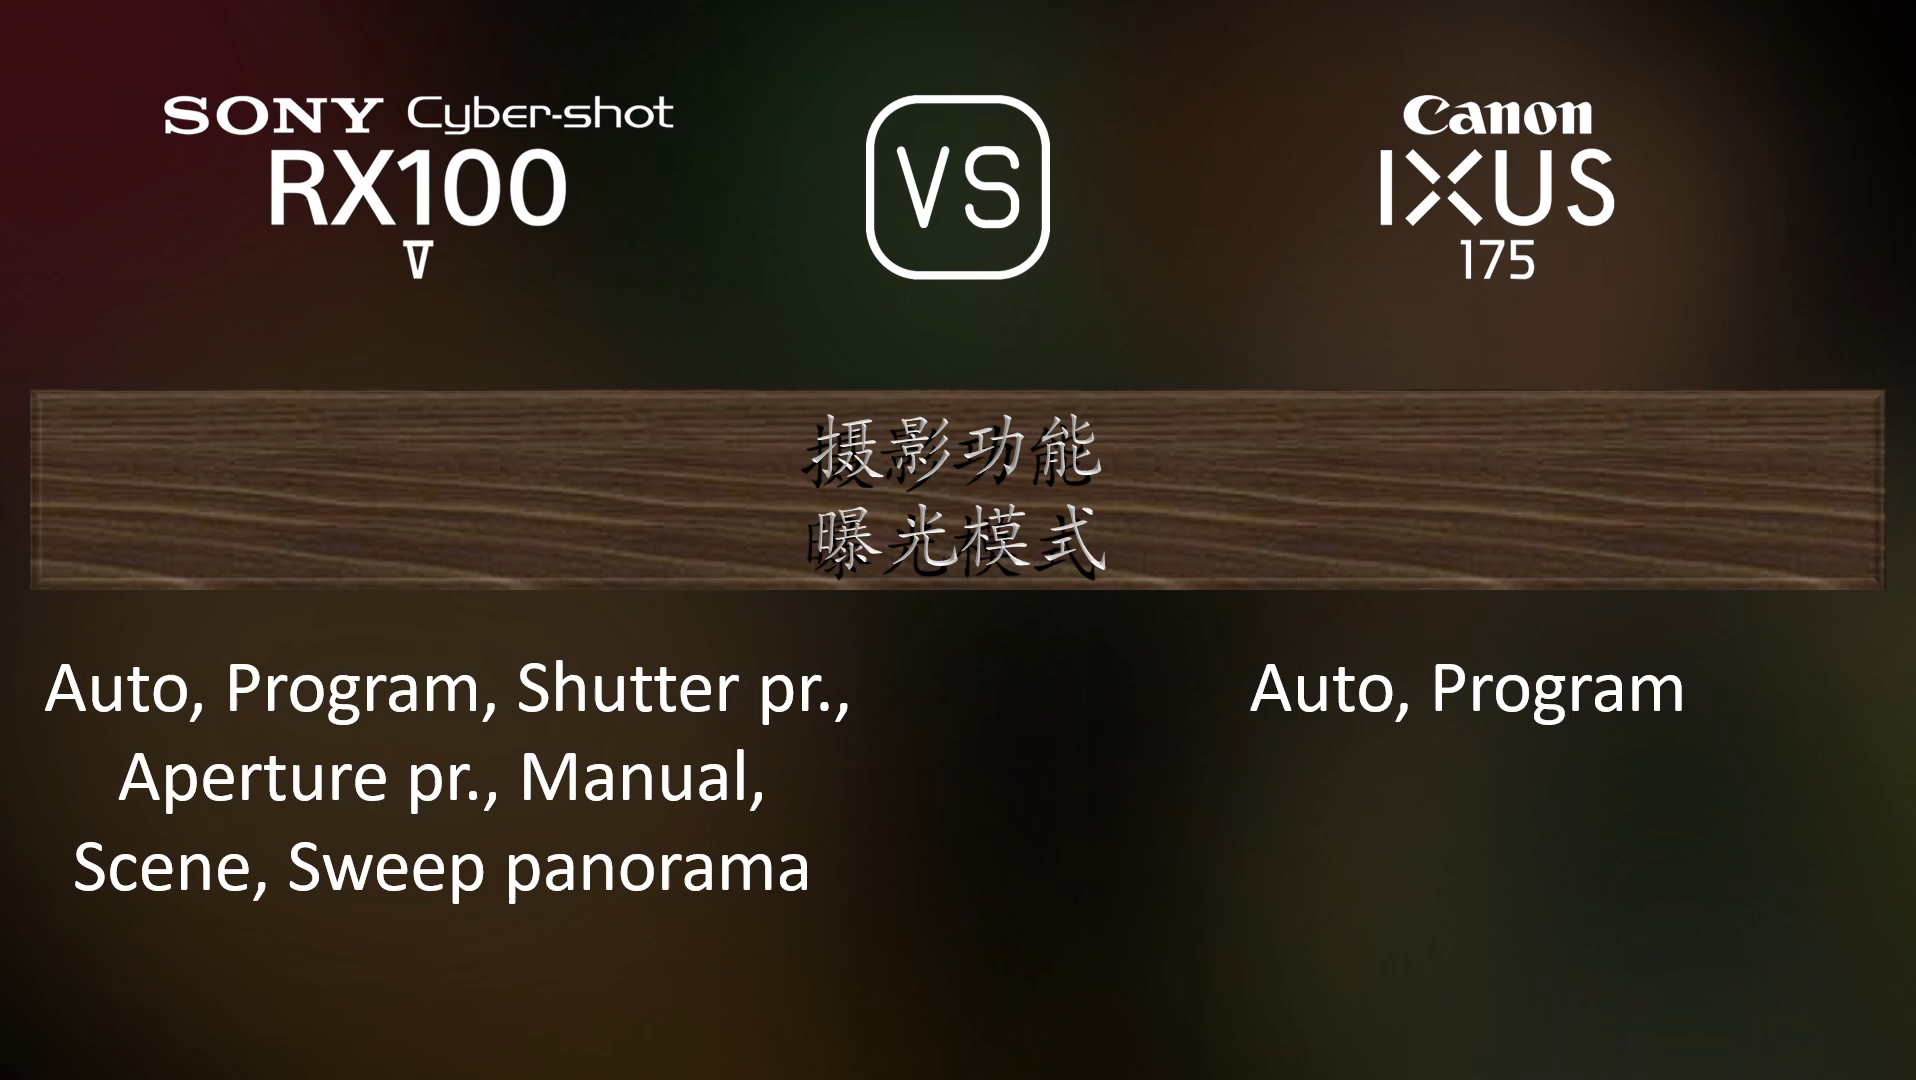 SONY Cyber-shot
RX100
V
VS
Canon
IXUS
175
摄影功能
曝光模式
Auto, Program, Shutter pr.,
Aperture pr., Manual,
Scene, Sweep panorama
Auto, Program